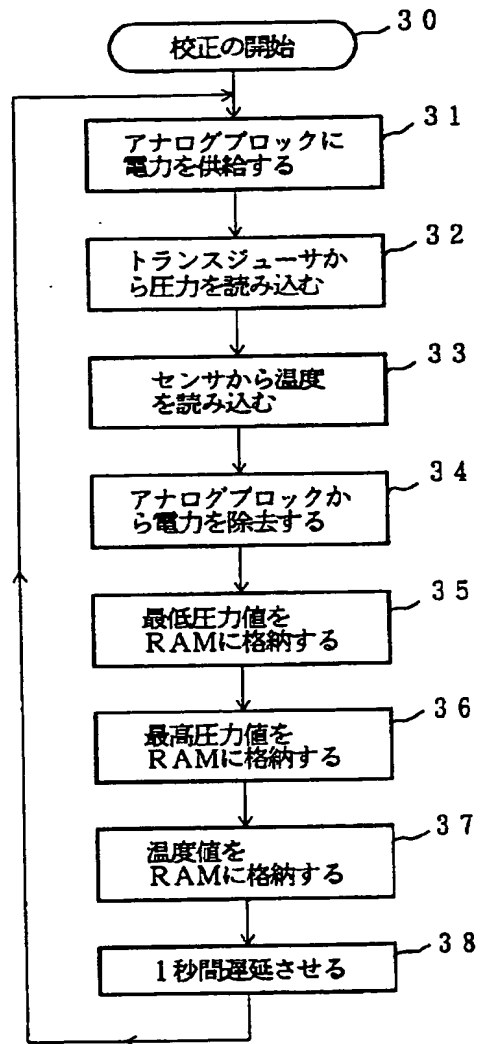 校正の開始
30
アナログブロックに
電力を供給する
31
トランスジューサか
ら圧力を読み込む
32
センサから温度
を読み込む
33
アナログブロックか
ら電力を除去する
34
最低圧力値を
RAMに格納する
35
最高圧力値を
RAMに格納する
36
温度値を
RAMに格納する
37
1秒間遅延させる
38